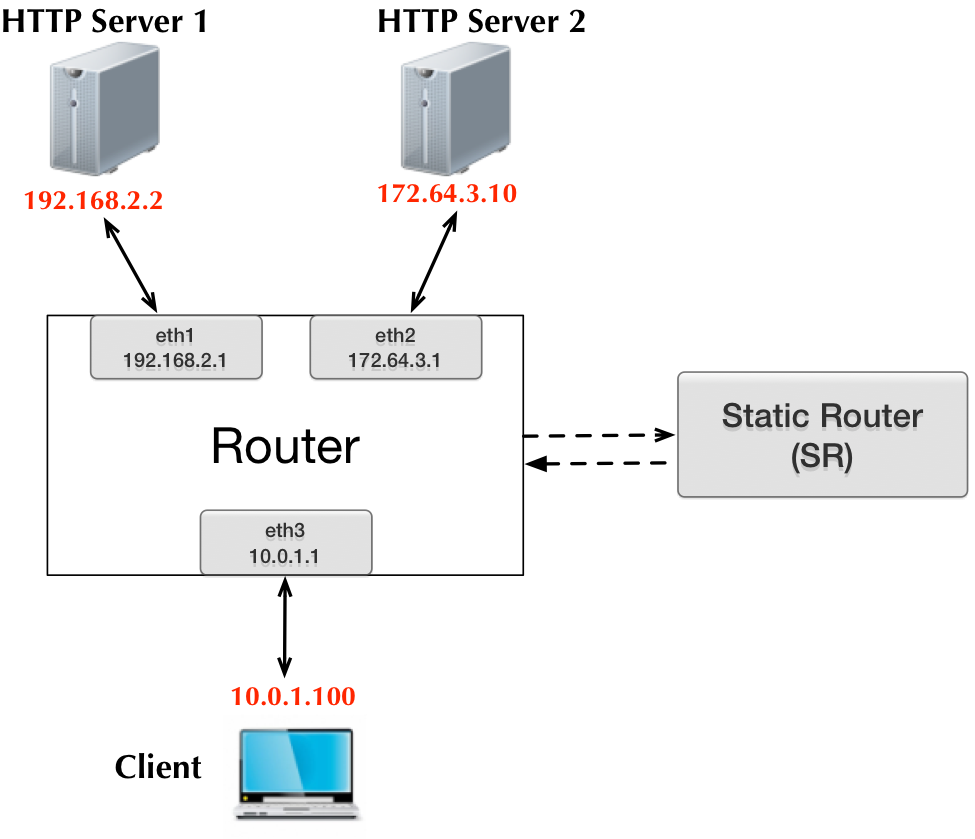 HTTP Server 1
HTTP Server 2
192.168.2.2
172.64.3.10
eth1
192.168.2.1
eth2
172.64.3.1
Router
Static Router
(SR)
eth3
10.0.1.1
10.0.1.100
Client